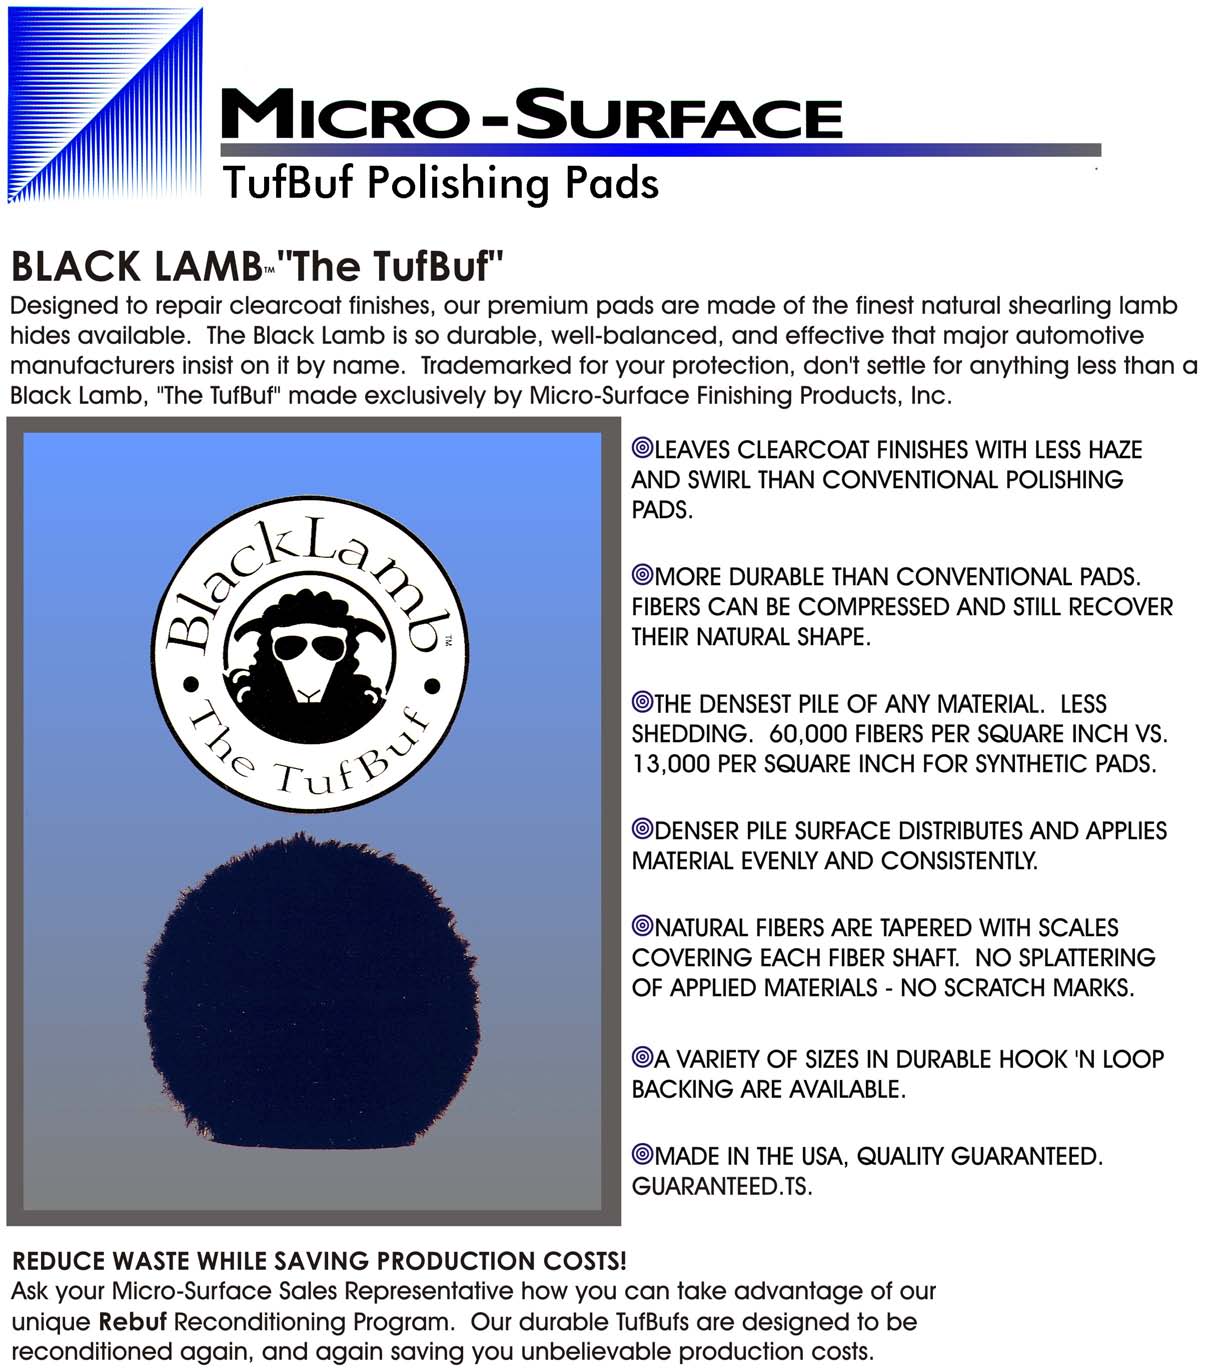 MICRO-SURFACE
TufBuf Polishing Pads
BLACK LAMB™"The TufBuf"
Designed to repair clearcoat finishes, our premium pads are made of the finest natural shearling lamb
hides available.  The Black Lamb is so durable, well-balanced, and effective that major automotive
manufacturers insist on it by name.  Trademarked for your protection, don't settle for anything less than a
Black Lamb, "The TufBuf" made exclusively by Micro-Surface Finishing Products, Inc.
BlackLamb™
• The TufBuf •
LEAVES CLEARCOAT FINISHES WITH LESS HAZE
AND SWIRL THAN CONVENTIONAL POLISHING
PADS.
MORE DURABLE THAN CONVENTIONAL PADS.
FIBERS CAN BE COMPRESSED AND STILL RECOVER
THEIR NATURAL SHAPE.
THE DENSEST PILE OF ANY MATERIAL.  LESS
SHEDDING.  60,000 FIBERS PER SQUARE INCH VS.
13,000 PER SQUARE INCH FOR SYNTHETIC PADS.
DENSER PILE SURFACE DISTRIBUTES AND APPLIES
MATERIAL EVENLY AND CONSISTENTLY.
NATURAL FIBERS ARE TAPERED WITH SCALES
COVERING EACH FIBER SHAFT.  NO SPLATTERING
OF APPLIED MATERIALS - NO SCRATCH MARKS.
A VARIETY OF SIZES IN DURABLE HOOK 'N LOOP
BACKING ARE AVAILABLE.
MADE IN THE USA, QUALITY GUARANTEED.
GUARANTEED.TS.
REDUCE WASTE WHILE SAVING PRODUCTION COSTS!
Ask your Micro-Surface Sales Representative how you can take advantage of our
unique Rebuf Reconditioning Program.  Our durable TufBufs are designed to be
reconditioned again, and again saving you unbelievable production costs.